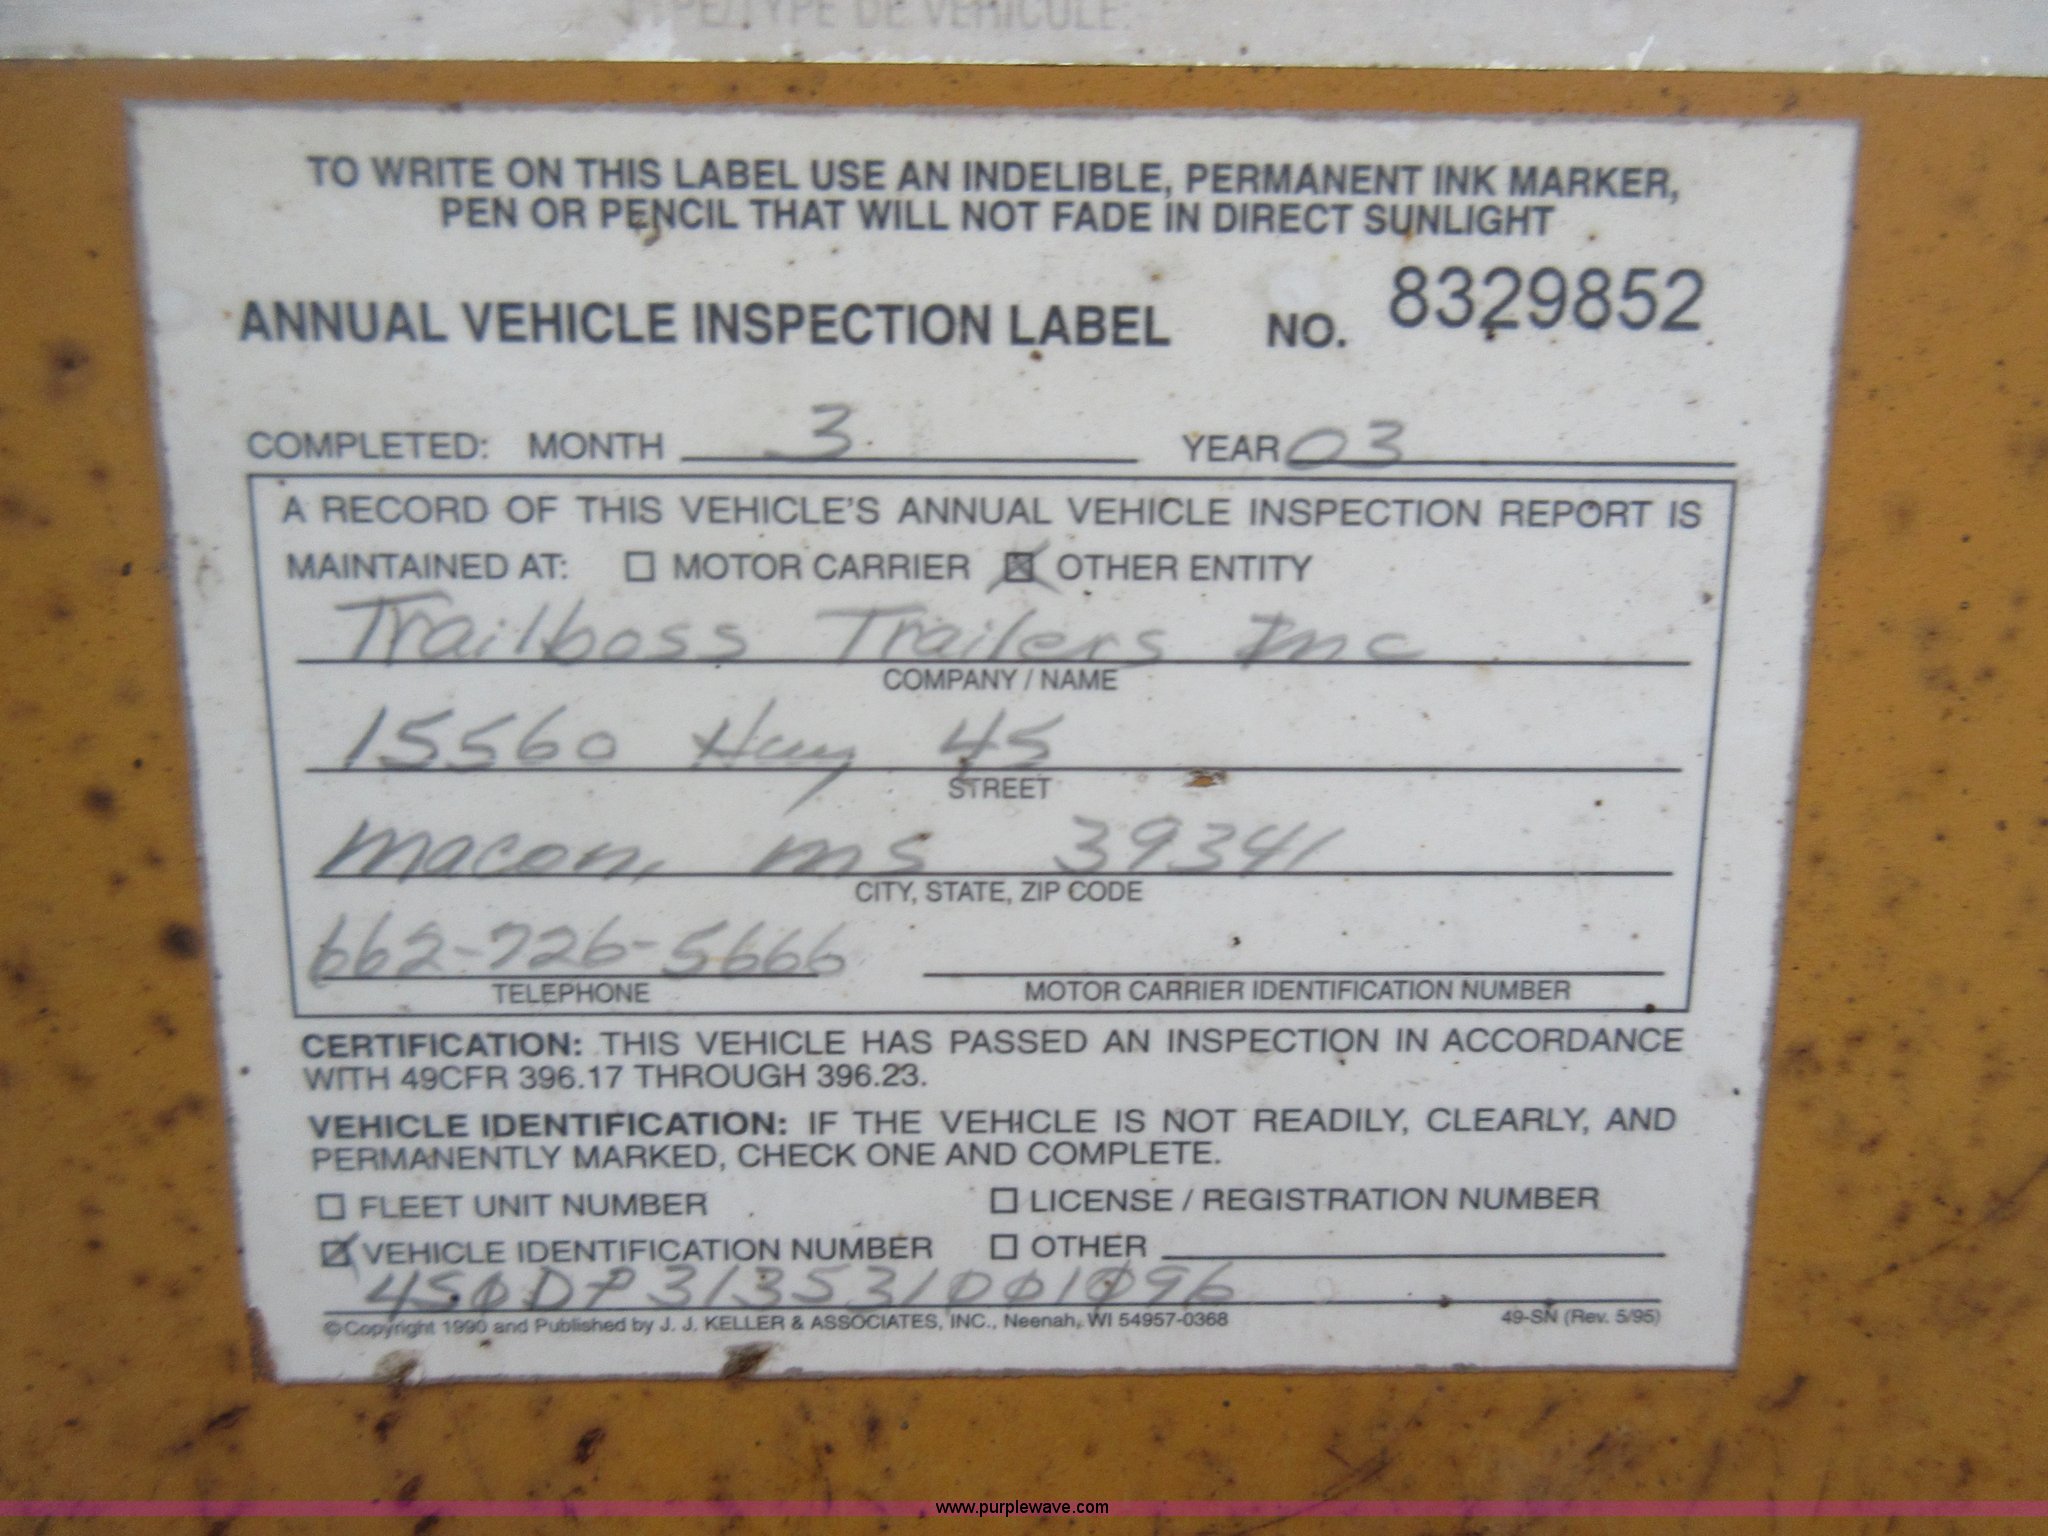 TYPE/TYPE DE VEHICULE:
TO WRITE ON THIS LABEL USE AN INDELIBLE, PERMANENT INK MARKER,
PEN OR PENCIL THAT WILL NOT FADE IN DIRECT SUNLIGHT
ANNUAL VEHICLE INSPECTION LABEL NO. 8329852
COMPLETED: MONTH 3 YEAR 03
A RECORD OF THIS VEHICLE'S ANNUAL VEHICLE INSPECTION REPORT IS
MAINTAINED AT: MOTOR CARRIER OTHER ENTITY
Trailboss Trailers Inc
COMPANY / NAME
15560 Hwy 45
STREET
Macon, MS 39341
CITY, STATE, ZIP CODE
662-726-5666
TELEPHONE MOTOR CARRIER IDENTIFICATION NUMBER
CERTIFICATION: THIS VEHICLE HAS PASSED AN INSPECTION IN ACCORDANCE
WITH 49CFR 396.17 THROUGH 396.23.
VEHICLE IDENTIFICATION: IF THE VEHICLE IS NOT READILY, CLEARLY, AND
PERMANENTLY MARKED, CHECK ONE AND COMPLETE.
FLEET UNIT NUMBER LICENSE / REGISTRATION NUMBER
VEHICLE IDENTIFICATION NUMBER OTHER
4S0DP313531001096
© Copyright 1990 and Published by J. J. KELLER & ASSOCIATES, INC., Neenah, WI 54957-0368 49-SN (Rev. 5/95)
www.purplewave.com